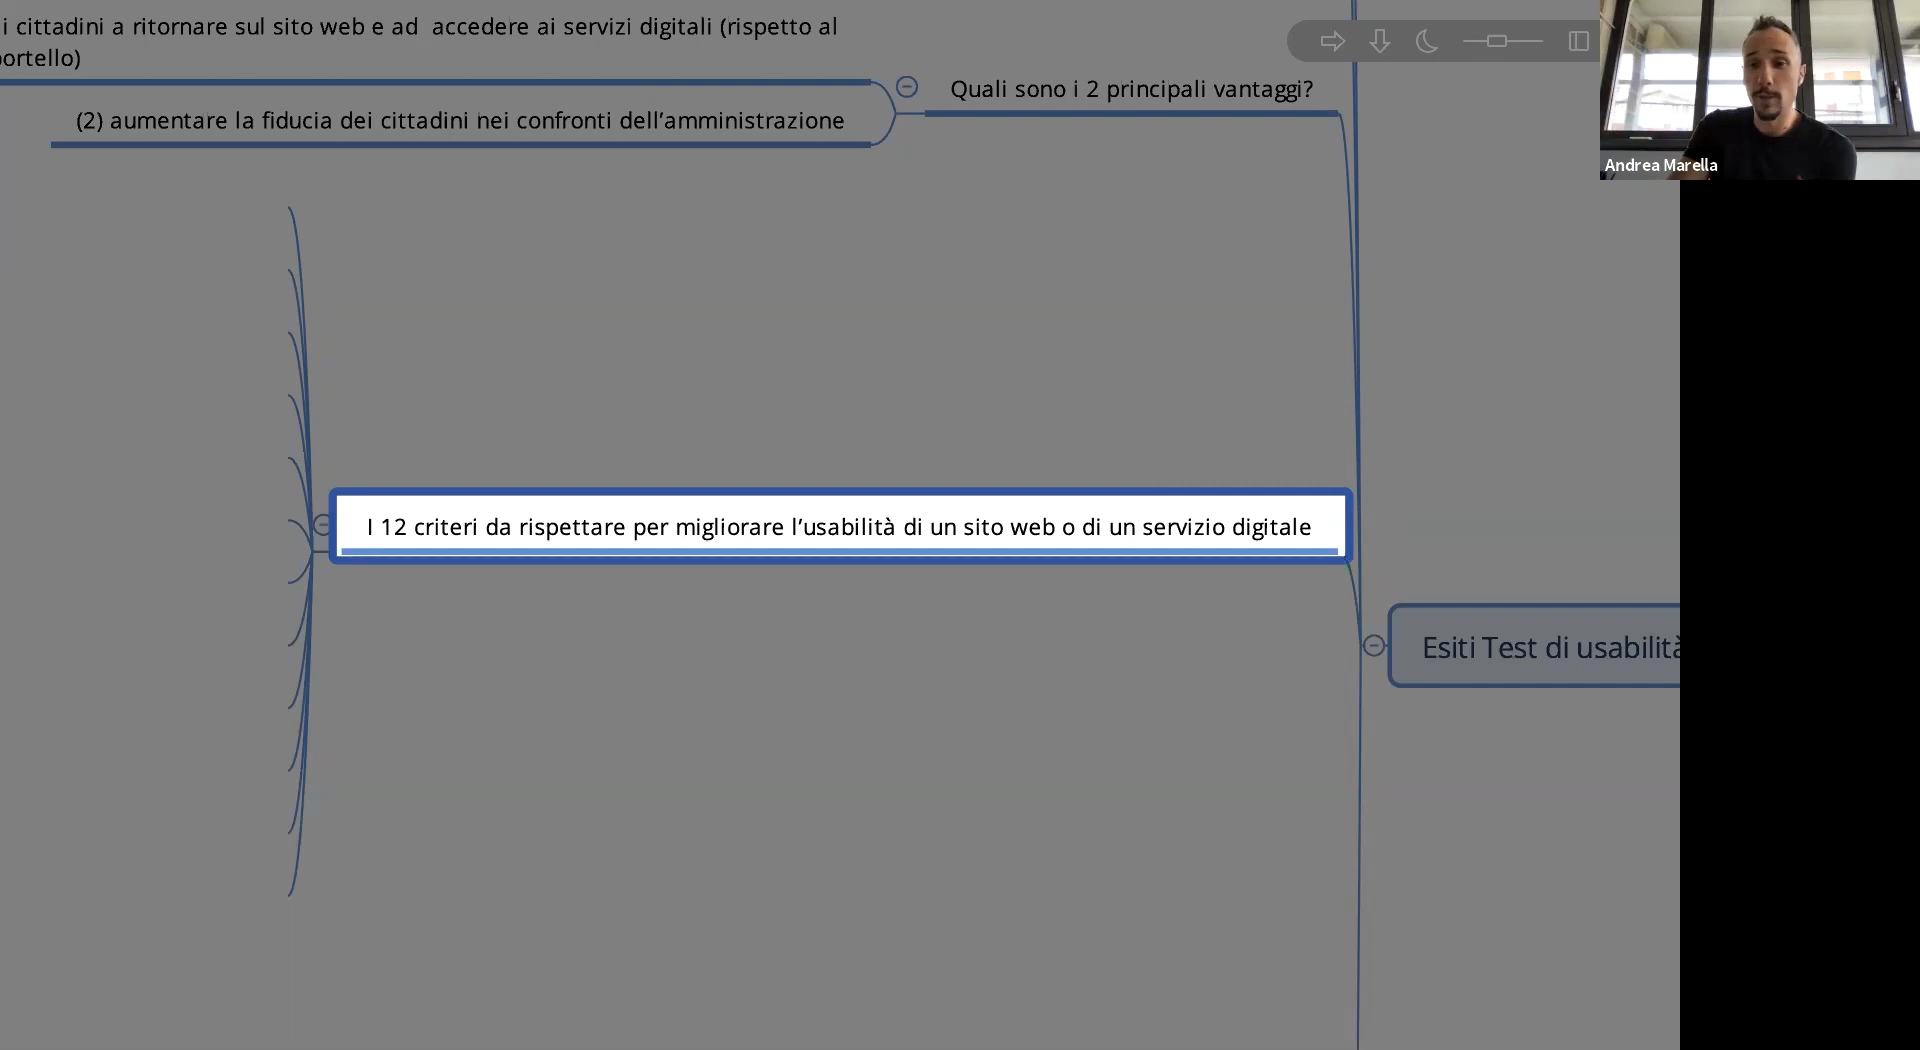 i cittadini a ritornare sul sito web e ad accedere ai servizi digitali (rispetto al
portello)
(2) aumentare la fiducia dei cittadini nei confronti dell’amministrazione
Quali sono i 2 principali vantaggi?
Andrea Marella
I 12 criteri da rispettare per migliorare l’usabilità di un sito web o di un servizio digitale
Esiti Test di usabilità